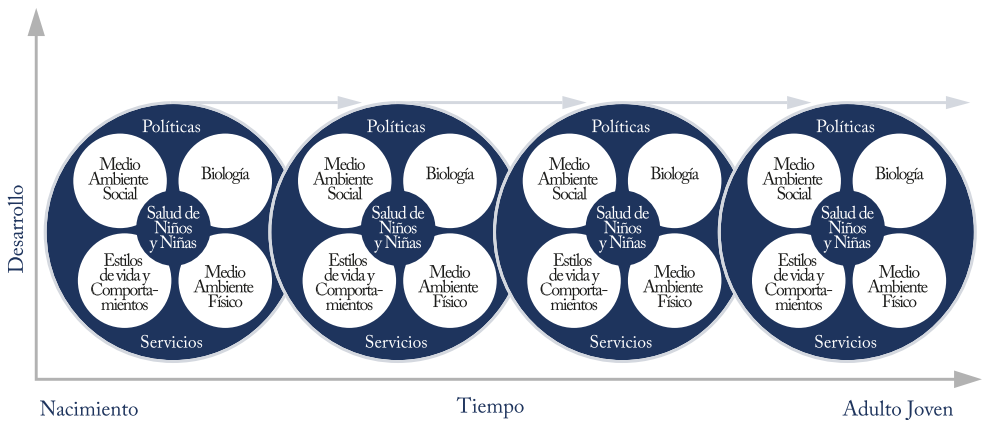 Desarrollo
Políticas
Medio
Ambiente
Social
Biología
Salud de
Niños
y Niñas
Estilos
de vida y
Comporta-
mientos
Medio
Ambiente
Físico
Servicios
Políticas
Medio
Ambiente
Social
Biología
Salud de
Niños
y Niñas
Estilos
de vida y
Comporta-
mientos
Medio
Ambiente
Físico
Servicios
Políticas
Medio
Ambiente
Social
Biología
Salud de
Niños
y Niñas
Estilos
de vida y
Comporta-
mientos
Medio
Ambiente
Físico
Servicios
Políticas
Medio
Ambiente
Social
Biología
Salud de
Niños
y Niñas
Estilos
de vida y
Comporta-
mientos
Medio
Ambiente
Físico
Servicios
Nacimiento
Tiempo
Adulto Joven